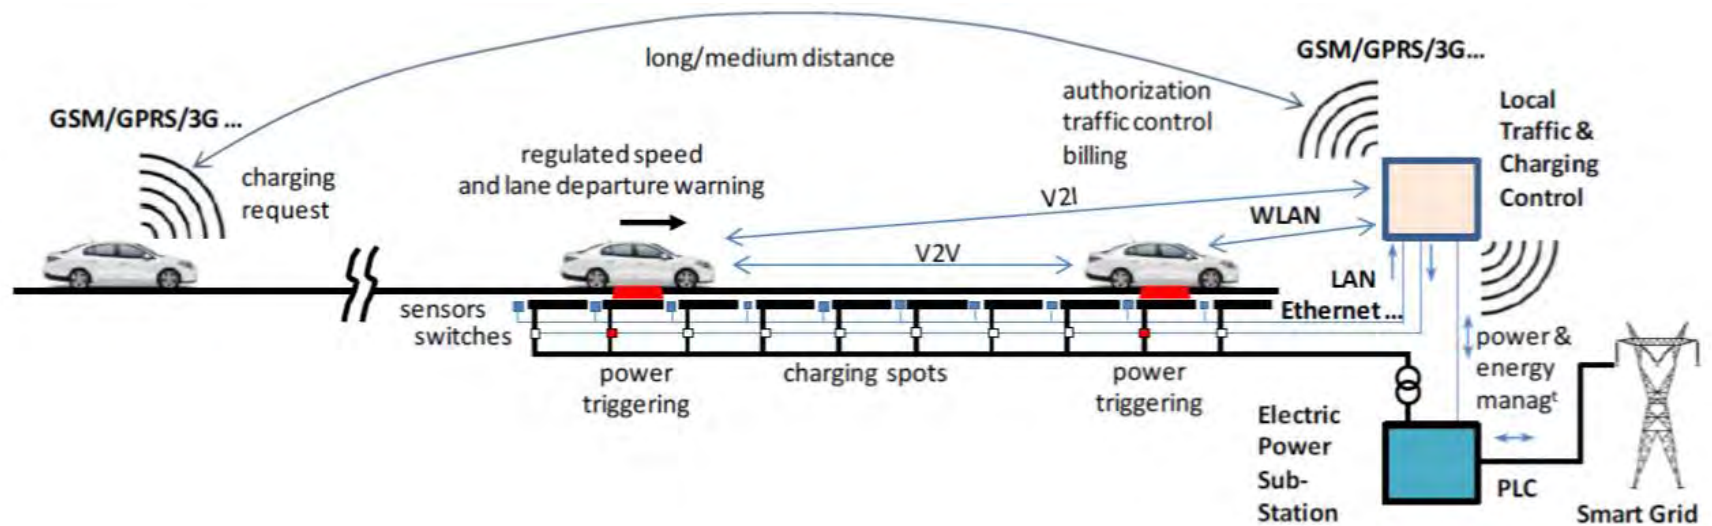 long/medium distance
GSM/GPRS/3G...
GSM/GPRS/3G ...
authorization
traffic control
billing
Local
Traffic &
Charging
Control
regulated speed
and lane departure warning
charging
request
V2I
WLAN
V2V
LAN
Ethernet ...
sensors
switches
power
triggering
charging spots
power
triggering
power &
energy
managᵗ
Electric
Power
Sub-
Station
PLC
Smart Grid